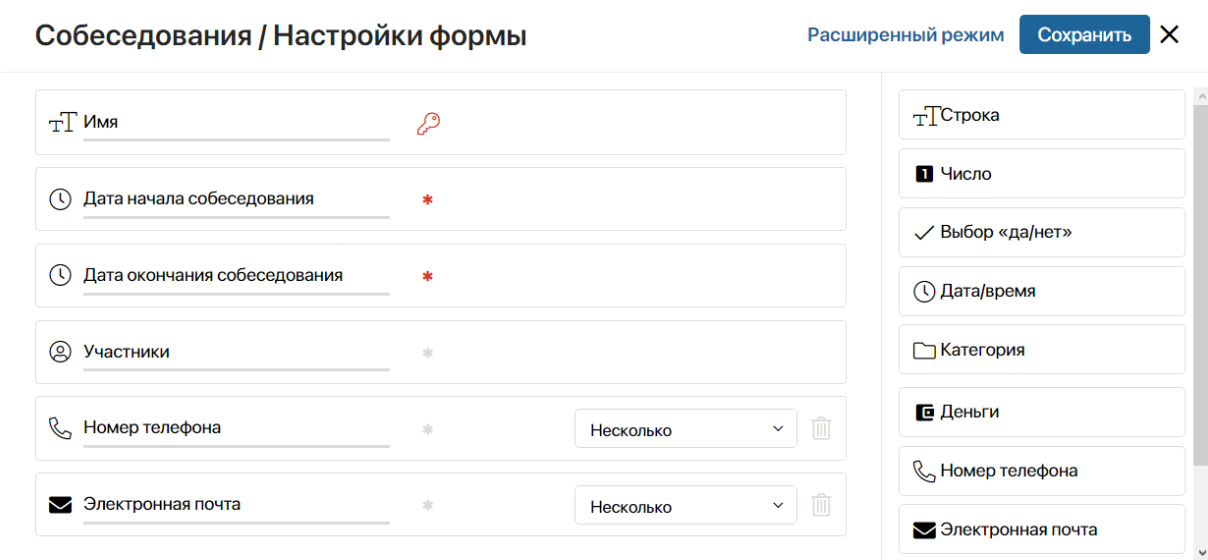 Собеседования / Настройки формы
Расширенный режим
Сохранить
Имя
Дата начала собеседования
Дата окончания собеседования
Участники
Номер телефона
Несколько
Электронная почта
Несколько
Строка
Число
Выбор «да/нет»
Дата/время
Категория
Деньги
Номер телефона
Электронная почта